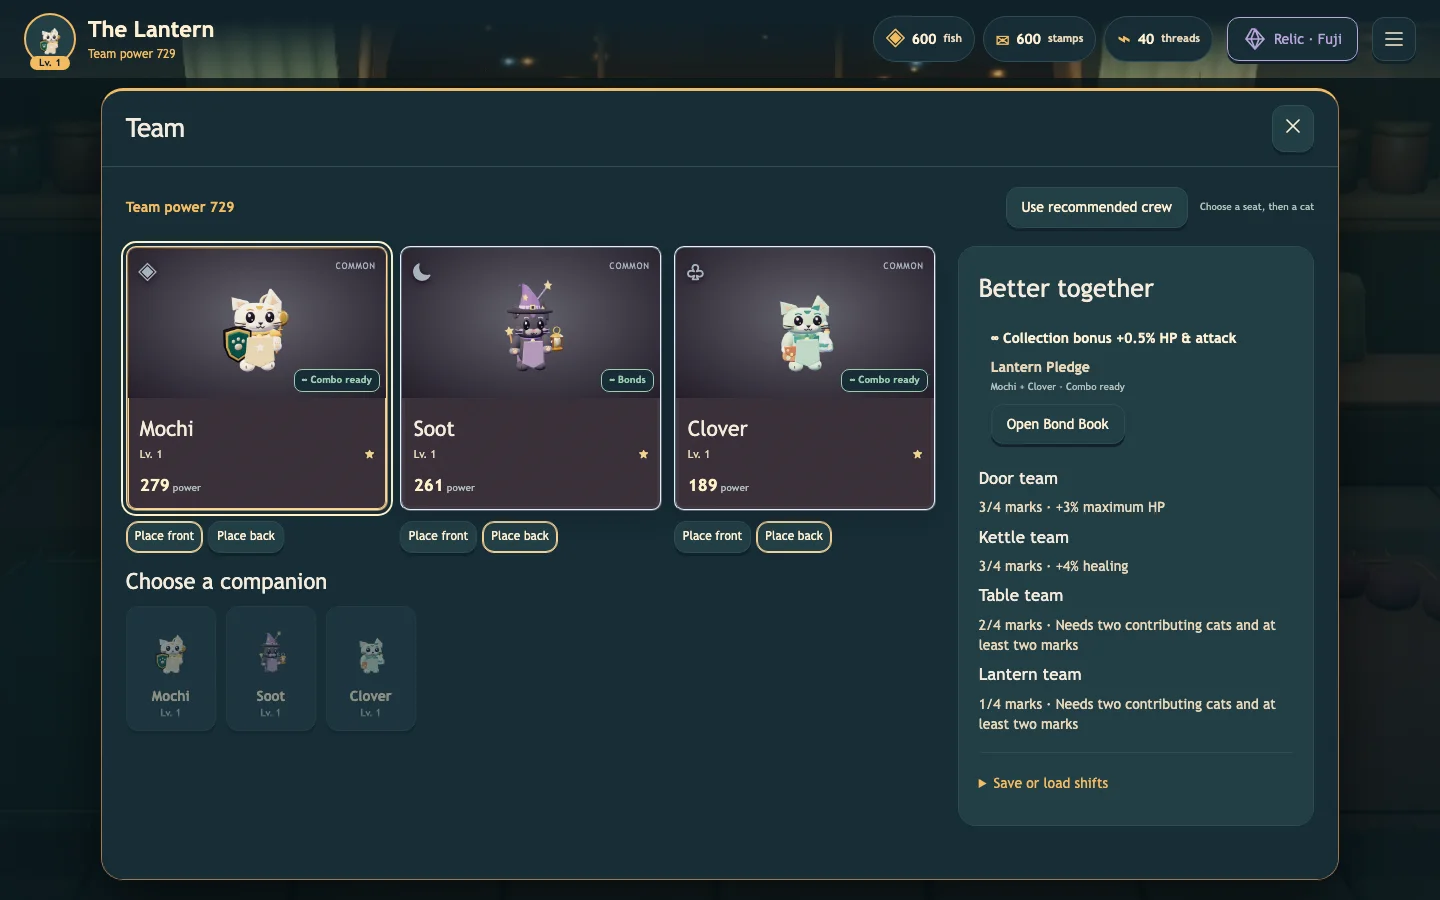 The Lantern
Team power 729
Lv. 1
600 fish
600 stamps
40 threads
Relic · Fuji
Team
Team power 729
Use recommended crew
Choose a seat, then a cat
COMMON
Combo ready
Mochi
Lv. 1
279 power
Place front
Place back
COMMON
Bonds
Soot
Lv. 1
261 power
Place front
Place back
COMMON
Combo ready
Clover
Lv. 1
189 power
Place front
Place back
Choose a companion
Mochi
Lv. 1
Soot
Lv. 1
Clover
Lv. 1
Better together
Collection bonus +0.5% HP & attack
Lantern Pledge
Mochi + Clover · Combo ready
Open Bond Book
Door team
3/4 marks · +3% maximum HP
Kettle team
3/4 marks · +4% healing
Table team
2/4 marks · Needs two contributing cats and at
least two marks
Lantern team
1/4 marks · Needs two contributing cats and at
least two marks
Save or load shifts